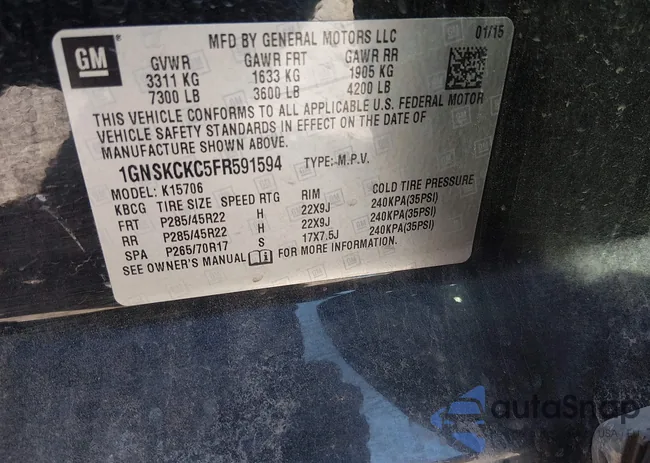 GM
MFD BY GENERAL MOTORS LLC 01/15
GVWR GAWR FRT GAWR RR
3311 KG 1633 KG 1905 KG
7300 LB 3600 LB 4200 LB
THIS VEHICLE CONFORMS TO ALL APPLICABLE U.S. FEDERAL MOTOR
VEHICLE SAFETY STANDARDS IN EFFECT ON THE DATE OF
MANUFACTURE SHOWN ABOVE.
1GNSKCKC5FR591594 TYPE:-M.P.V.
MODEL: K15706
KBCG TIRE SIZE SPEED RTG RIM COLD TIRE PRESSURE
FRT P285/45R22 H 22X9J 240KPA(35PSI)
RR P285/45R22 H 22X9J 240KPA(35PSI)
SPA P265/70R17 S 17X7.5J 240KPA(35PSI)
SEE OWNER'S MANUAL FOR MORE INFORMATION.
autoSnap